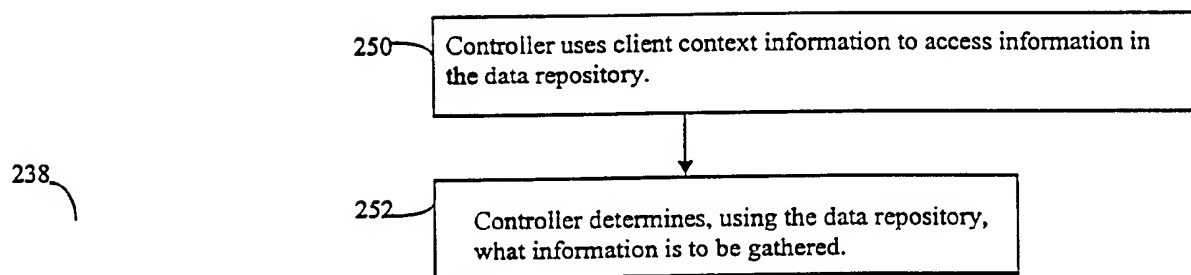 250
Controller uses client context information to access information in
the data repository.
238
252
Controller determines, using the data repository,
what information is to be gathered.